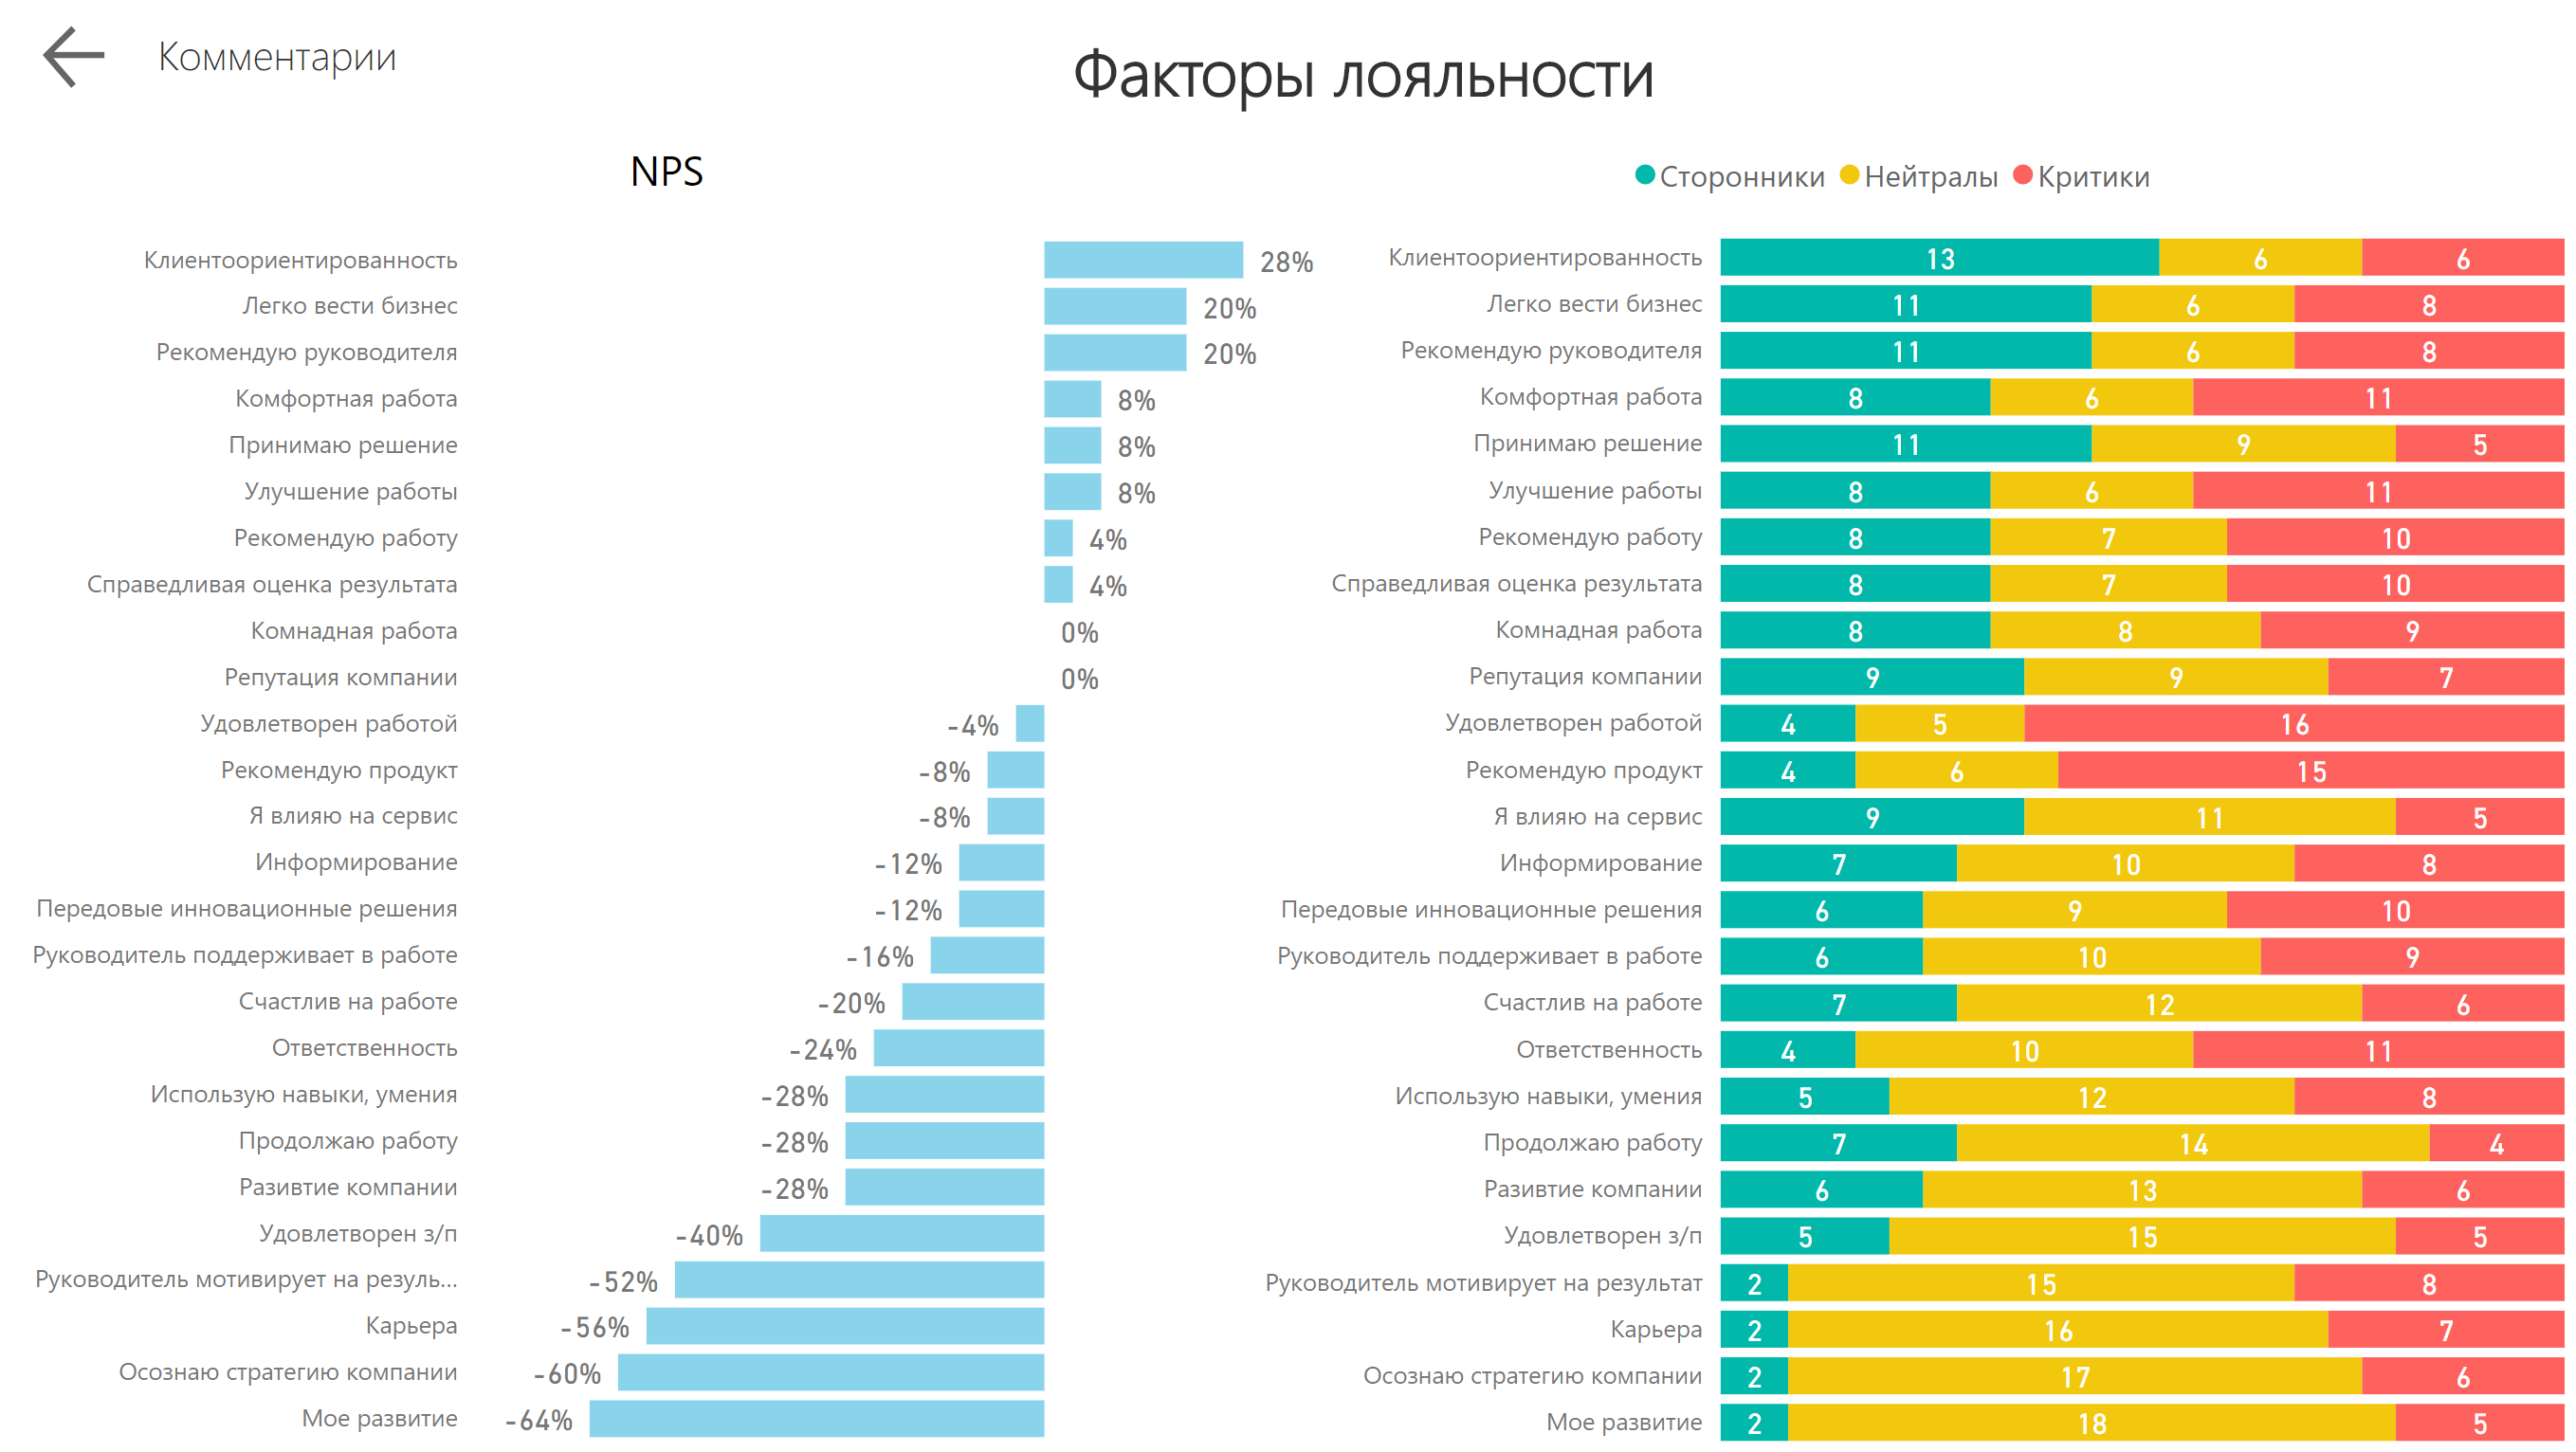 Комментарии
Факторы лояльности
NPS
Сторонники Нейтралы Критики
Клиентоориентированность 28%
Легко вести бизнес 20%
Рекомендую руководителя 20%
Комфортная работа 8%
Принимаю решение 8%
Улучшение работы 8%
Рекомендую работу 4%
Справедливая оценка результата 4%
Комнадная работа 0%
Репутация компании 0%
Удовлетворен работой -4%
Рекомендую продукт -8%
Я влияю на сервис -8%
Информирование -12%
Передовые инновационные решения -12%
Руководитель поддерживает в работе -16%
Счастлив на работе -20%
Ответственность -24%
Использую навыки, умения -28%
Продолжаю работу -28%
Разивтие компании -28%
Удовлетворен з/п -40%
Руководитель мотивирует на резуль... -52%
Карьера -56%
Осознаю стратегию компании -60%
Мое развитие -64%
Клиентоориентированность 13 6 6
Легко вести бизнес 11 6 8
Рекомендую руководителя 11 6 8
Комфортная работа 8 6 11
Принимаю решение 11 9 5
Улучшение работы 8 6 11
Рекомендую работу 8 7 10
Справедливая оценка результата 8 7 10
Комнадная работа 8 8 9
Репутация компании 9 9 7
Удовлетворен работой 4 5 16
Рекомендую продукт 4 6 15
Я влияю на сервис 9 11 5
Информирование 7 10 8
Передовые инновационные решения 6 9 10
Руководитель поддерживает в работе 6 10 9
Счастлив на работе 7 12 6
Ответственность 4 10 11
Использую навыки, умения 5 12 8
Продолжаю работу 7 14 4
Разивтие компании 6 13 6
Удовлетворен з/п 5 15 5
Руководитель мотивирует на результат 2 15 8
Карьера 2 16 7
Осознаю стратегию компании 2 17 6
Мое развитие 2 18 5